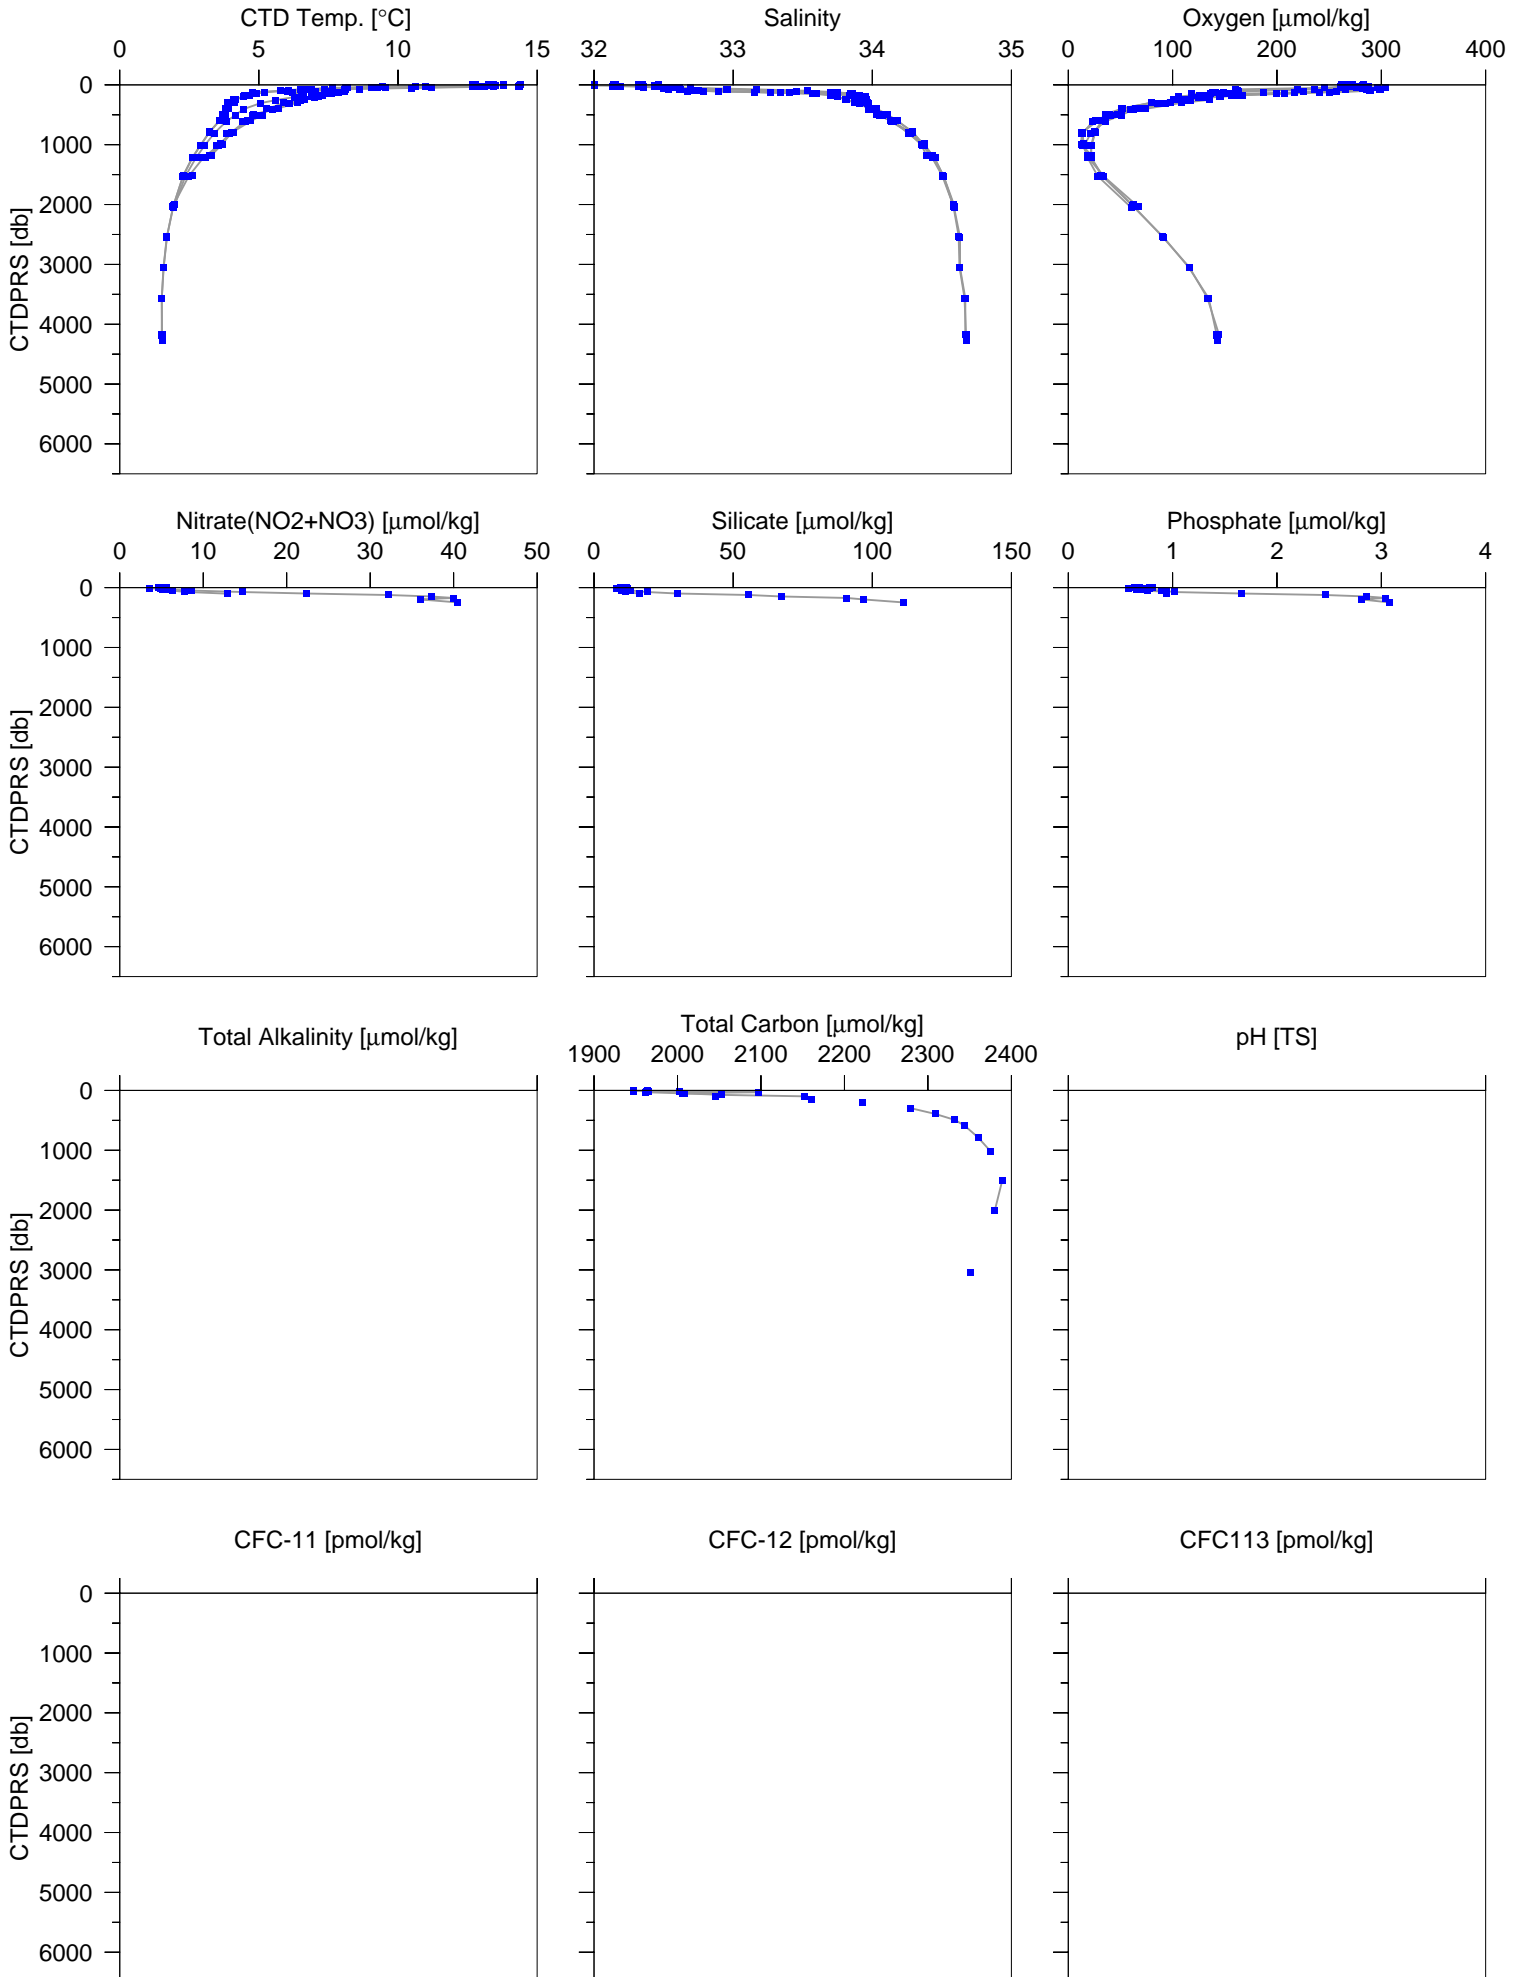 CTD Temp. [°C] Salinity Oxygen [μmol/kg]
0 5 10 15 32 33 34 35 0 100 200 300 400
0
1000
2000
3000
4000
5000
6000
CTDPRS [db]
Nitrate(NO2+NO3) [μmol/kg] Silicate [μmol/kg] Phosphate [μmol/kg]
0 10 20 30 40 50 0 50 100 150 0 1 2 3 4
0
1000
2000
3000
4000
5000
6000
CTDPRS [db]
Total Alkalinity [μmol/kg] Total Carbon [μmol/kg] pH [TS]
1900 2000 2100 2200 2300 2400
0
1000
2000
3000
4000
5000
6000
CTDPRS [db]
CFC-11 [pmol/kg] CFC-12 [pmol/kg] CFC113 [pmol/kg]
0
1000
2000
3000
4000
5000
6000
CTDPRS [db]